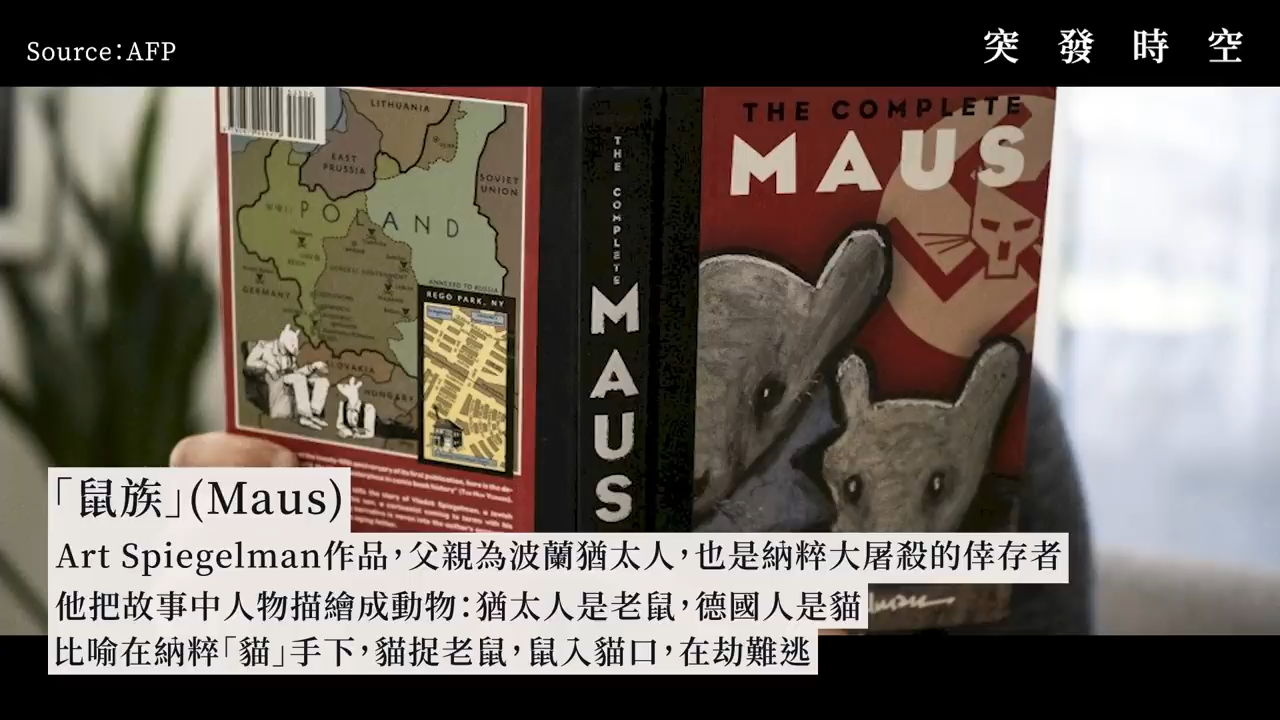 Source：AFP
突發時空
LITHUANIA
EAST
PRUSSIA
SOVIET
UNION
POLAND
GERMANY
SLOVAKIA
HUNGARY
ANNEXED TO RUSSIA
REGO PARK, NY
THE COMPLETE
MAUS
THE COMPLETE
MAUS
「鼠族」(Maus)
Art Spiegelman作品，父親為波蘭猶太人，也是納粹大屠殺的倖存者
他把故事中人物描繪成動物：猶太人是老鼠，德國人是貓
比喻在納粹「貓」手下，貓捉老鼠，鼠入貓口，在劫難逃